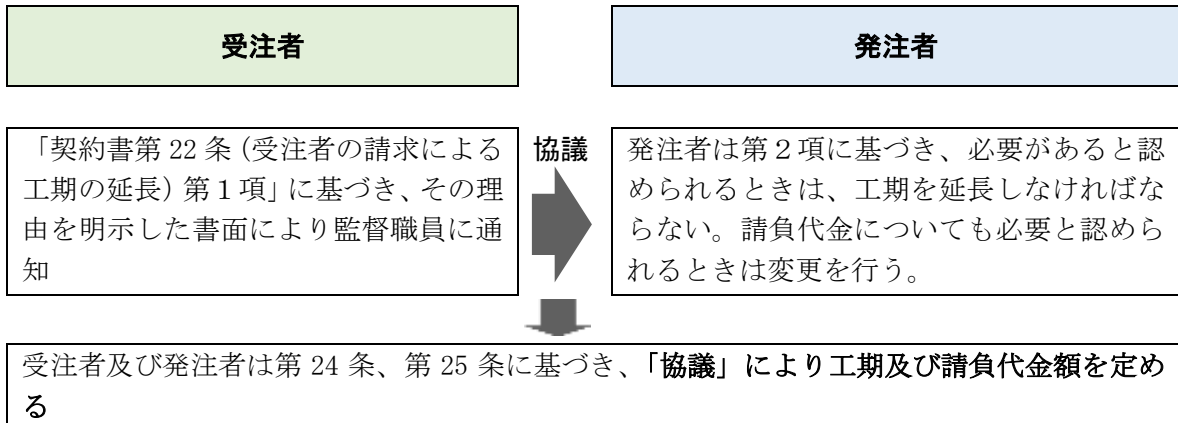 受注者
発注者
「契約書第 22 条(受注者の請求による
工期の延長)第1項」に基づき、その理
由を明示した書面により監督職員に通
知
協議
発注者は第2項に基づき、必要があると認
められるときは、工期を延長しなければな
らない。請負代金についても必要と認めら
れるときは変更を行う。
受注者及び発注者は第 24 条、第 25 条に基づき、「協議」により工期及び請負代金額を定め
る